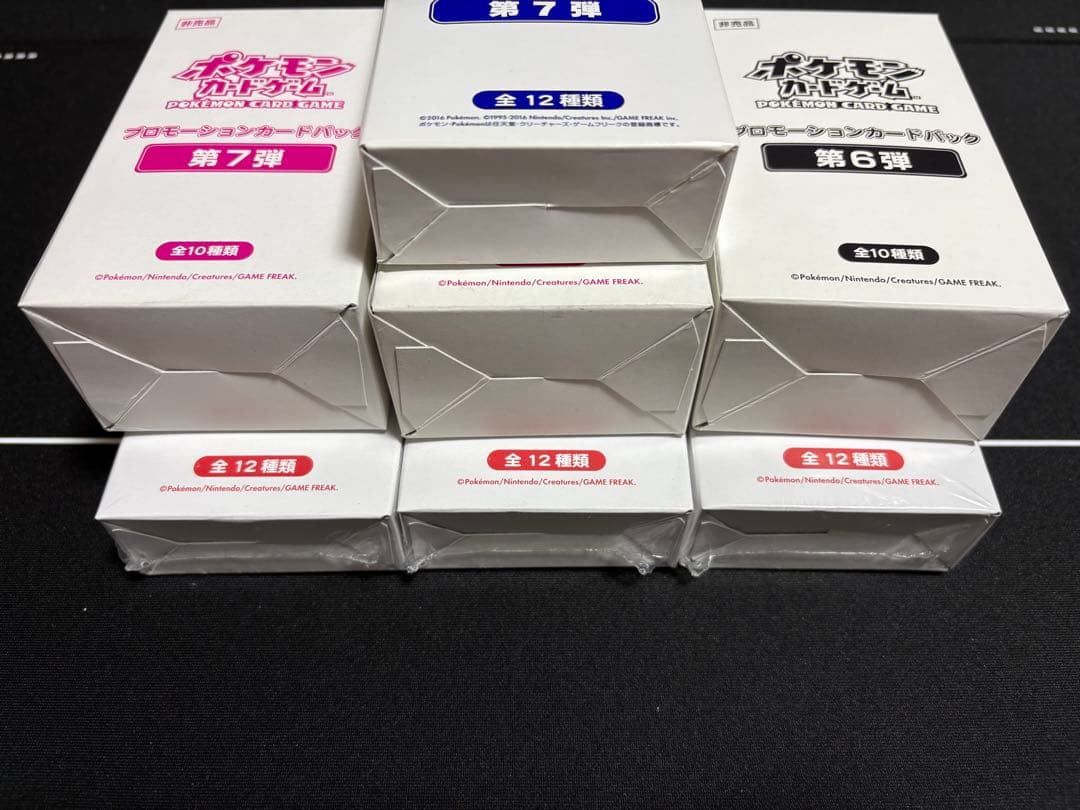 非売品
ポケモン
カードゲーム
POKÉMON CARD GAME
プロモーションカードパック
第7弾
全10種類
©Pokémon/Nintendo/Creatures/GAME FREAK.
第7弾
全12種類
©2016 Pokémon. ©1995-2016 Nintendo/Creatures Inc./GAME FREAK inc.
ポケモン・Pokémonは任天堂・クリーチャーズ・ゲームフリークの登録商標です。
非売品
ポケモン
カードゲーム
POKÉMON CARD GAME
プロモーションカードパック
第6弾
全10種類
©Pokémon/Nintendo/Creatures/GAME FREAK.
©Pokémon/Nintendo/Creatures/GAME FREAK.
全12種類
©Pokémon/Nintendo/Creatures/GAME FREAK.
全12種類
©Pokémon/Nintendo/Creatures/GAME FREAK.
全12種類
©Pokémon/Nintendo/Creatures/GAME FREAK.